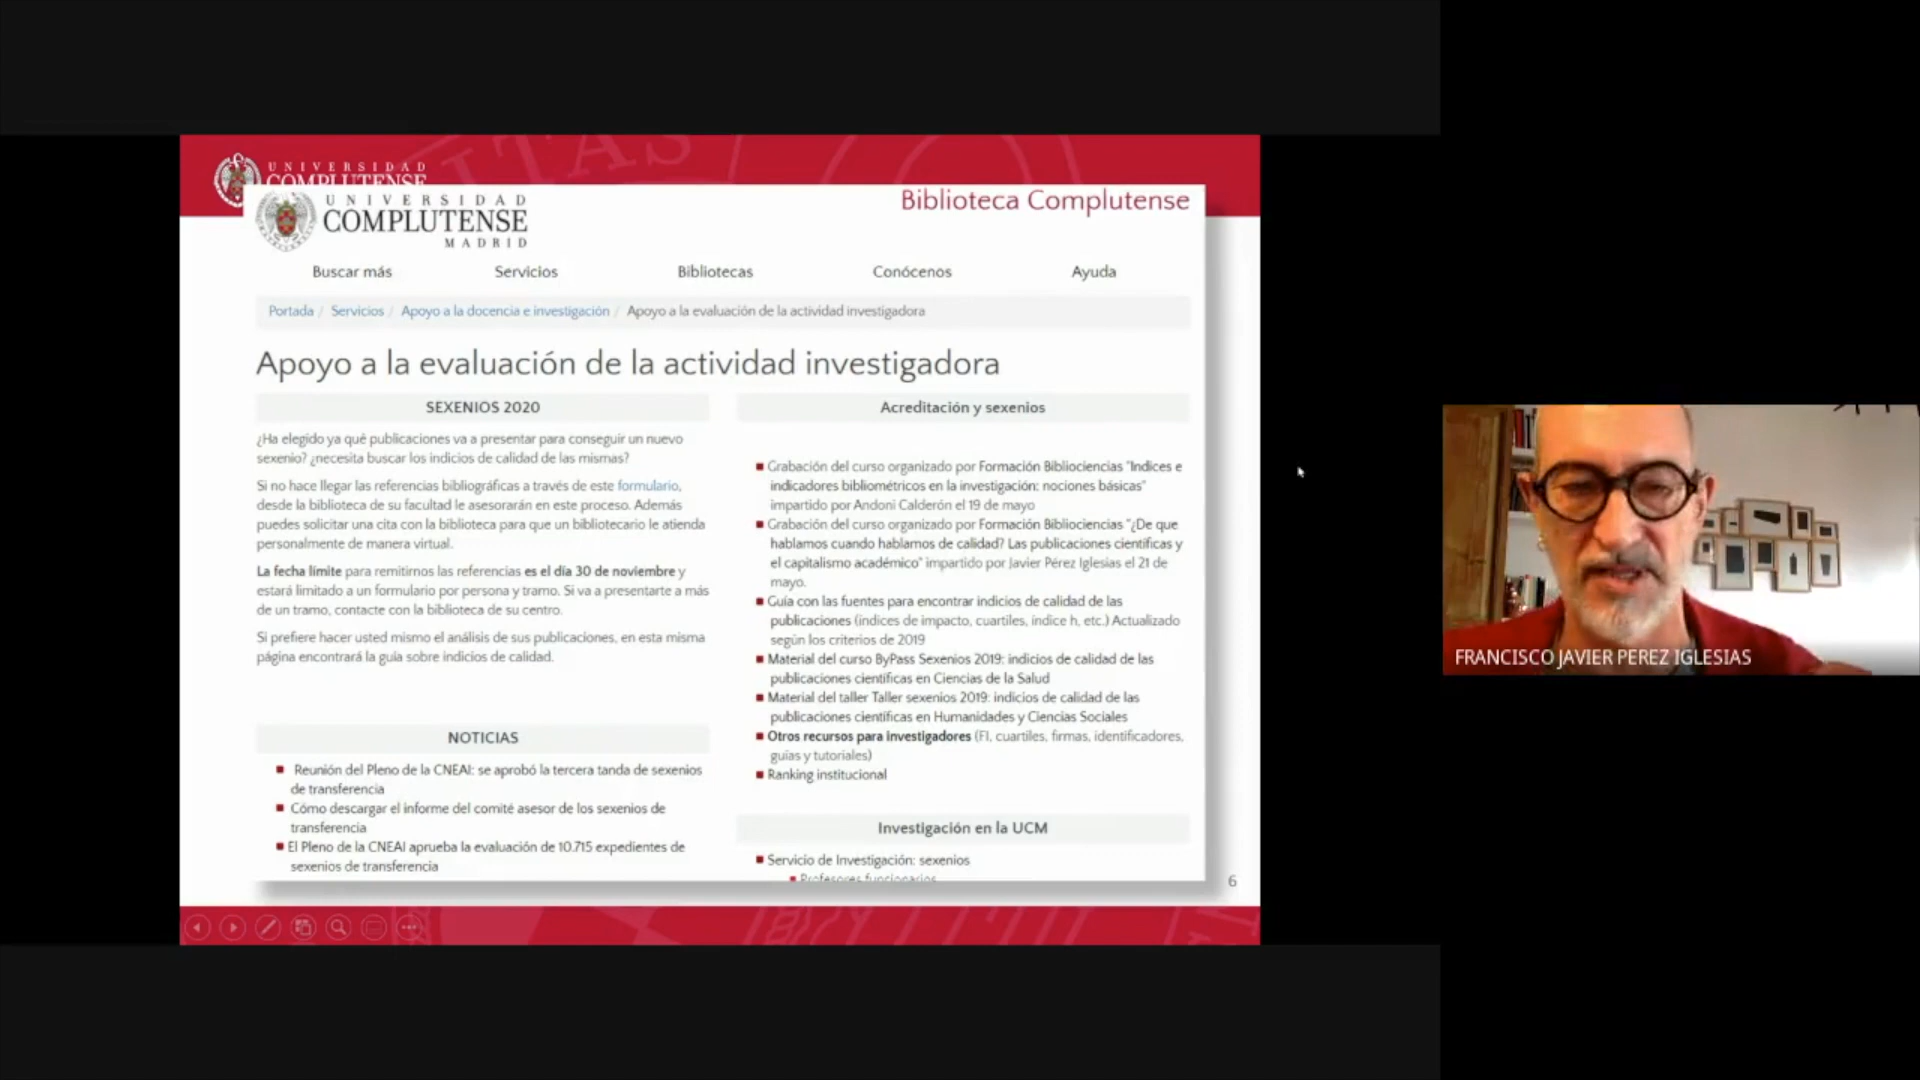 UNIVERSIDAD
COMPLUTENSE
UNIVERSIDAD
COMPLUTENSE
MADRID
Biblioteca Complutense
Buscar más Servicios Bibliotecas Conócenos Ayuda
Portada / Servicios / Apoyo a la docencia e investigación / Apoyo a la evaluación de la actividad investigadora
Apoyo a la evaluación de la actividad investigadora
SEXENIOS 2020
¿Ha elegido ya qué publicaciones va a presentar para conseguir un nuevo
sexenio? ¿necesita buscar los indicios de calidad de las mismas?
Si no hace llegar las referencias bibliográficas a través de este formulario,
desde la biblioteca de su facultad le asesorarán en este proceso. Además
puedes solicitar una cita con la biblioteca para que un bibliotecario le atienda
personalmente de manera virtual.
La fecha límite para remitirnos las referencias es el día 30 de noviembre y
estará limitado a un formulario por persona y tramo. Si va a presentarte a más
de un tramo, contacte con la biblioteca de su centro.
Si prefiere hacer usted mismo el análisis de sus publicaciones, en esta misma
página encontrará la guía sobre indicios de calidad.
NOTICIAS
Reunión del Pleno de la CNEAI: se aprobó la tercera tanda de sexenios
de transferencia
Cómo descargar el informe del comité asesor de los sexenios de
transferencia
El Pleno de la CNEAI aprueba la evaluación de 10.715 expedientes de
sexenios de transferencia
Acreditación y sexenios
Grabación del curso organizado por Formación Bibliociencias "Indices e
indicadores bibliométricos en la investigación: nociones básicas"
impartido por Andoni Calderón el 19 de mayo
Grabación del curso organizado por Formación Bibliociencias "¿De que
hablamos cuando hablamos de calidad? Las publicaciones científicas y
el capitalismo académico" impartido por Javier Pérez Iglesias el 21 de
mayo.
Guía con las fuentes para encontrar indicios de calidad de las
publicaciones (índices de impacto, cuartiles, índice h, etc.) Actualizado
según los criterios de 2019
Material del curso ByPass Sexenios 2019: indicios de calidad de las
publicaciones científicas en Ciencias de la Salud
Material del taller Taller sexenios 2019: indicios de calidad de las
publicaciones científicas en Humanidades y Ciencias Sociales
Otros recursos para investigadores (FI, cuartiles, firmas, identificadores,
guías y tutoriales)
Ranking institucional
Investigación en la UCM
Servicio de Investigación: sexenios
Profesores funcionarios
6
FRANCISCO JAVIER PEREZ IGLESIAS